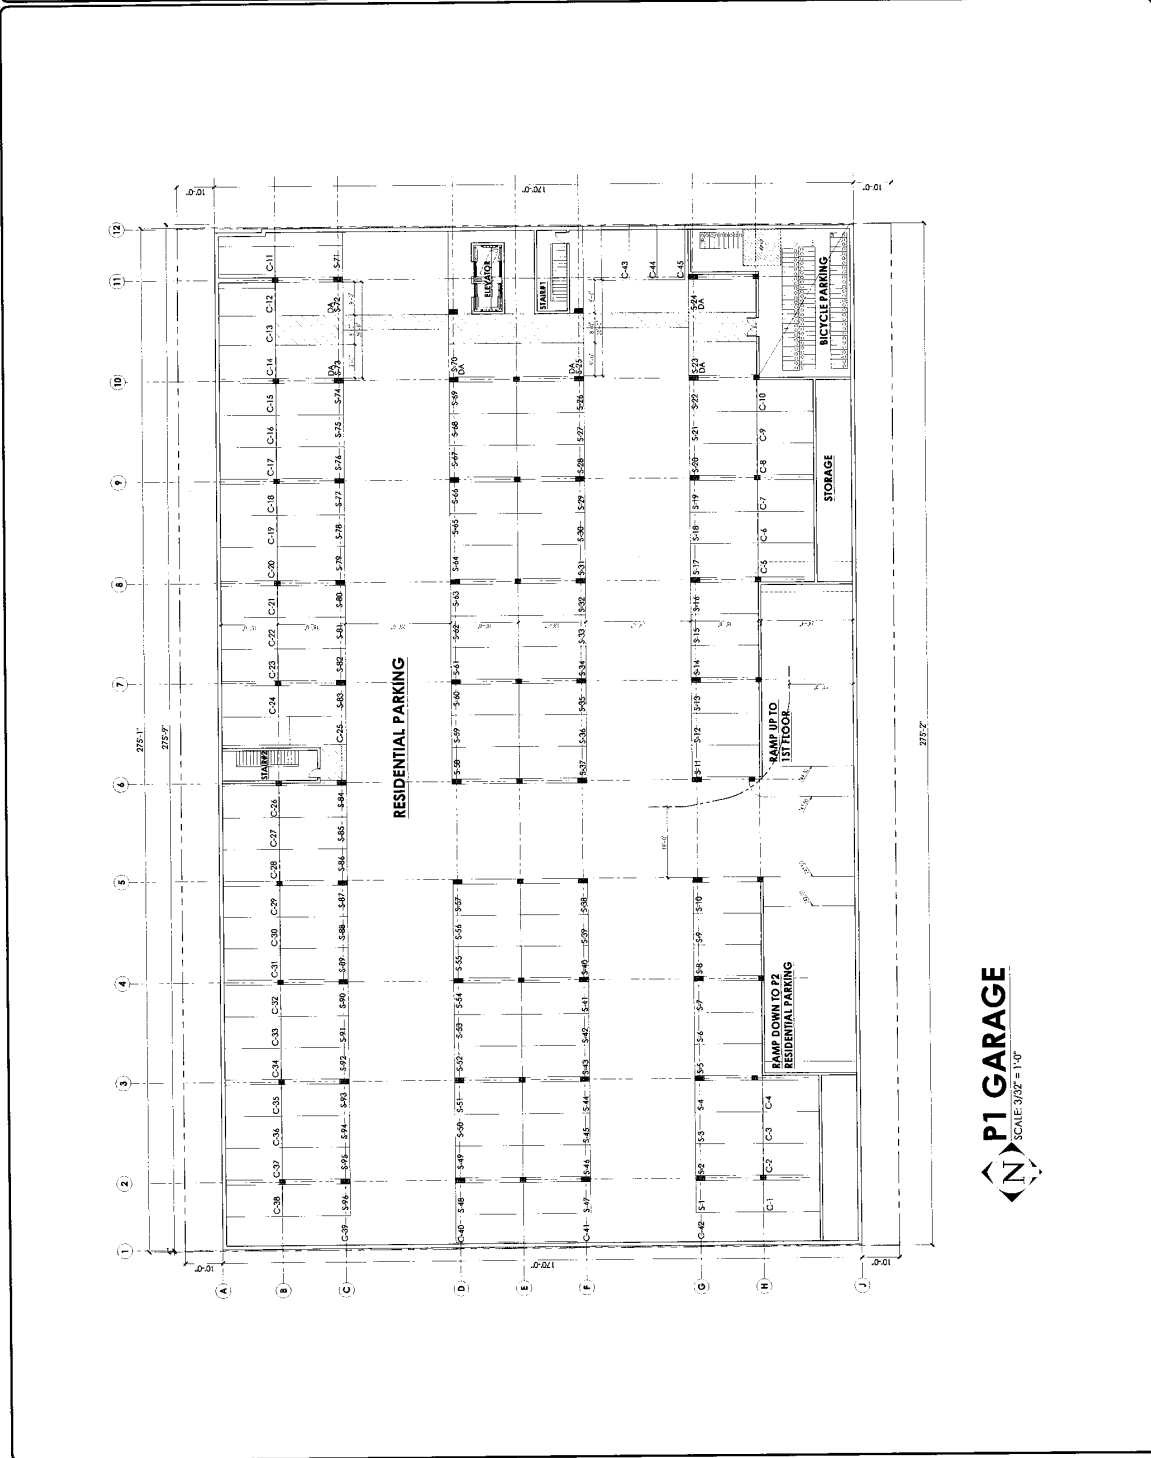 275'-1"
275'-9"
1 2 3 4 5 6 7 8 9 10 11 12
10'-0"
10'-0"
A
STAIR#2
B
C-38 C-37 C-36 C-35 C-34 C-33 C-32 C-31 C-30 C-29 C-28 C-27 C-26 C-24 C-23 C-22 C-21 C-20 C-19 C-18 C-17 C-16 C-15 C-14 C-13 C-12 C-11
C
DA DA
C-39 S-96 S-95 S-94 S-93 S-92 S-91 S-90 S-89 S-88 S-87 S-86 S-85 S-84 C-25 S-83 S-82 S-81 S-80 S-79 S-78 S-77 S-76 S-75 S-74 S-73 S-72 S-71
RESIDENTIAL PARKING
D
C-40 S-48 S-49 S-50 S-51 S-52 S-53 S-54 S-55 S-56 S-57 S-58 S-59 S-60 S-61 S-62 S-63 S-64 S-65 S-66 S-67 S-68 S-69 S-70
DA
ELEVATOR
170'-0"
170'-0"
E
STAIR#1
DA
F
C-41 S-47 S-46 S-45 S-44 S-43 S-42 S-41 S-40 S-39 S-38 S-37 S-36 S-35 S-34 S-33 S-32 S-31 S-30 S-29 S-28 S-27 S-26 S-25
C-43
C-44
C-45
G
C-42 S-1 S-2 S-3 S-4 S-5 S-6 S-7 S-8 S-9 S-10 S-11 S-12 S-13 S-14 S-15 S-16 S-17 S-18 S-19 S-20 S-21 S-22 S-23 S-24
DA DA
H
C-1 C-2 C-3 C-4 C-5 C-6 C-7 C-8 C-9 C-10
RAMP DOWN TO P2
RESIDENTIAL PARKING
RAMP UP TO
1ST FLOOR
STORAGE
BICYCLE PARKING
J
10'-0"
10'-0"
275'-2"
N
P1 GARAGE
SCALE: 3/32" = 1'-0"